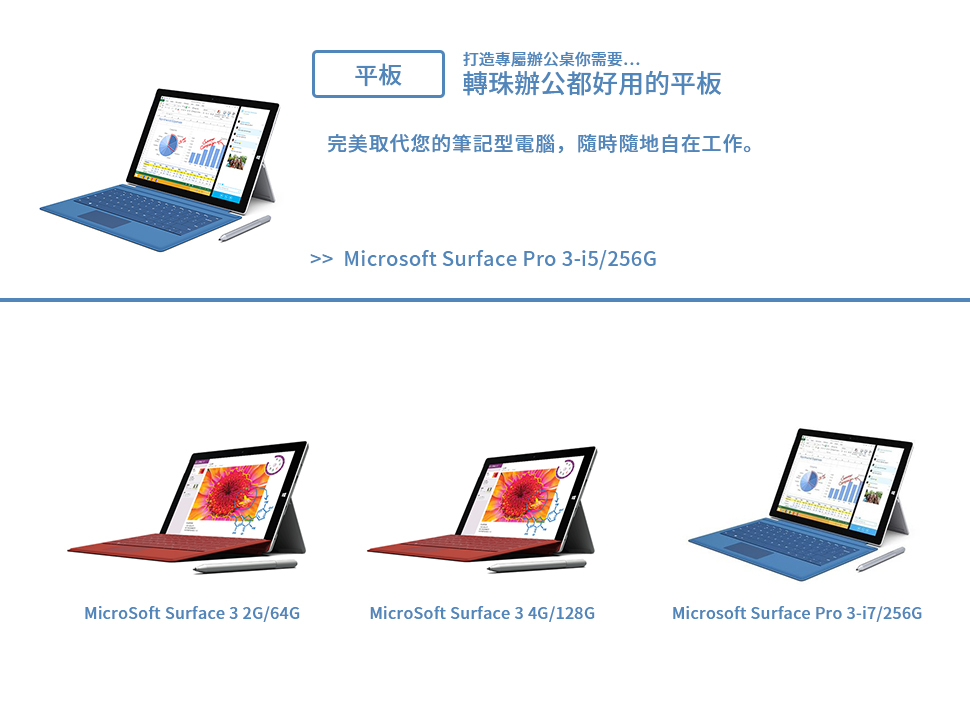 平板
打造專屬辦公桌你需要...
轉珠辦公都好用的平板
完美取代您的筆記型電腦，隨時隨地自在工作。
>> Microsoft Surface Pro 3-i5/256G
MicroSoft Surface 3 2G/64G
MicroSoft Surface 3 4G/128G
Microsoft Surface Pro 3-i7/256G